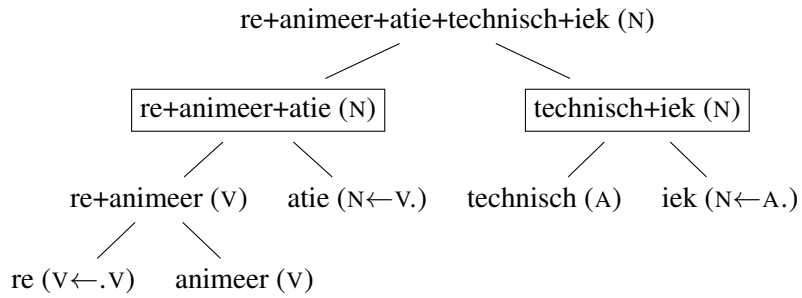 re+animeer+atie+technisch+iek (N)
re+animeer+atie (N) technisch+iek (N)
re+animeer (V) atie (N←V.) technisch (A) iek (N←A.)
re (V←.V) animeer (V)